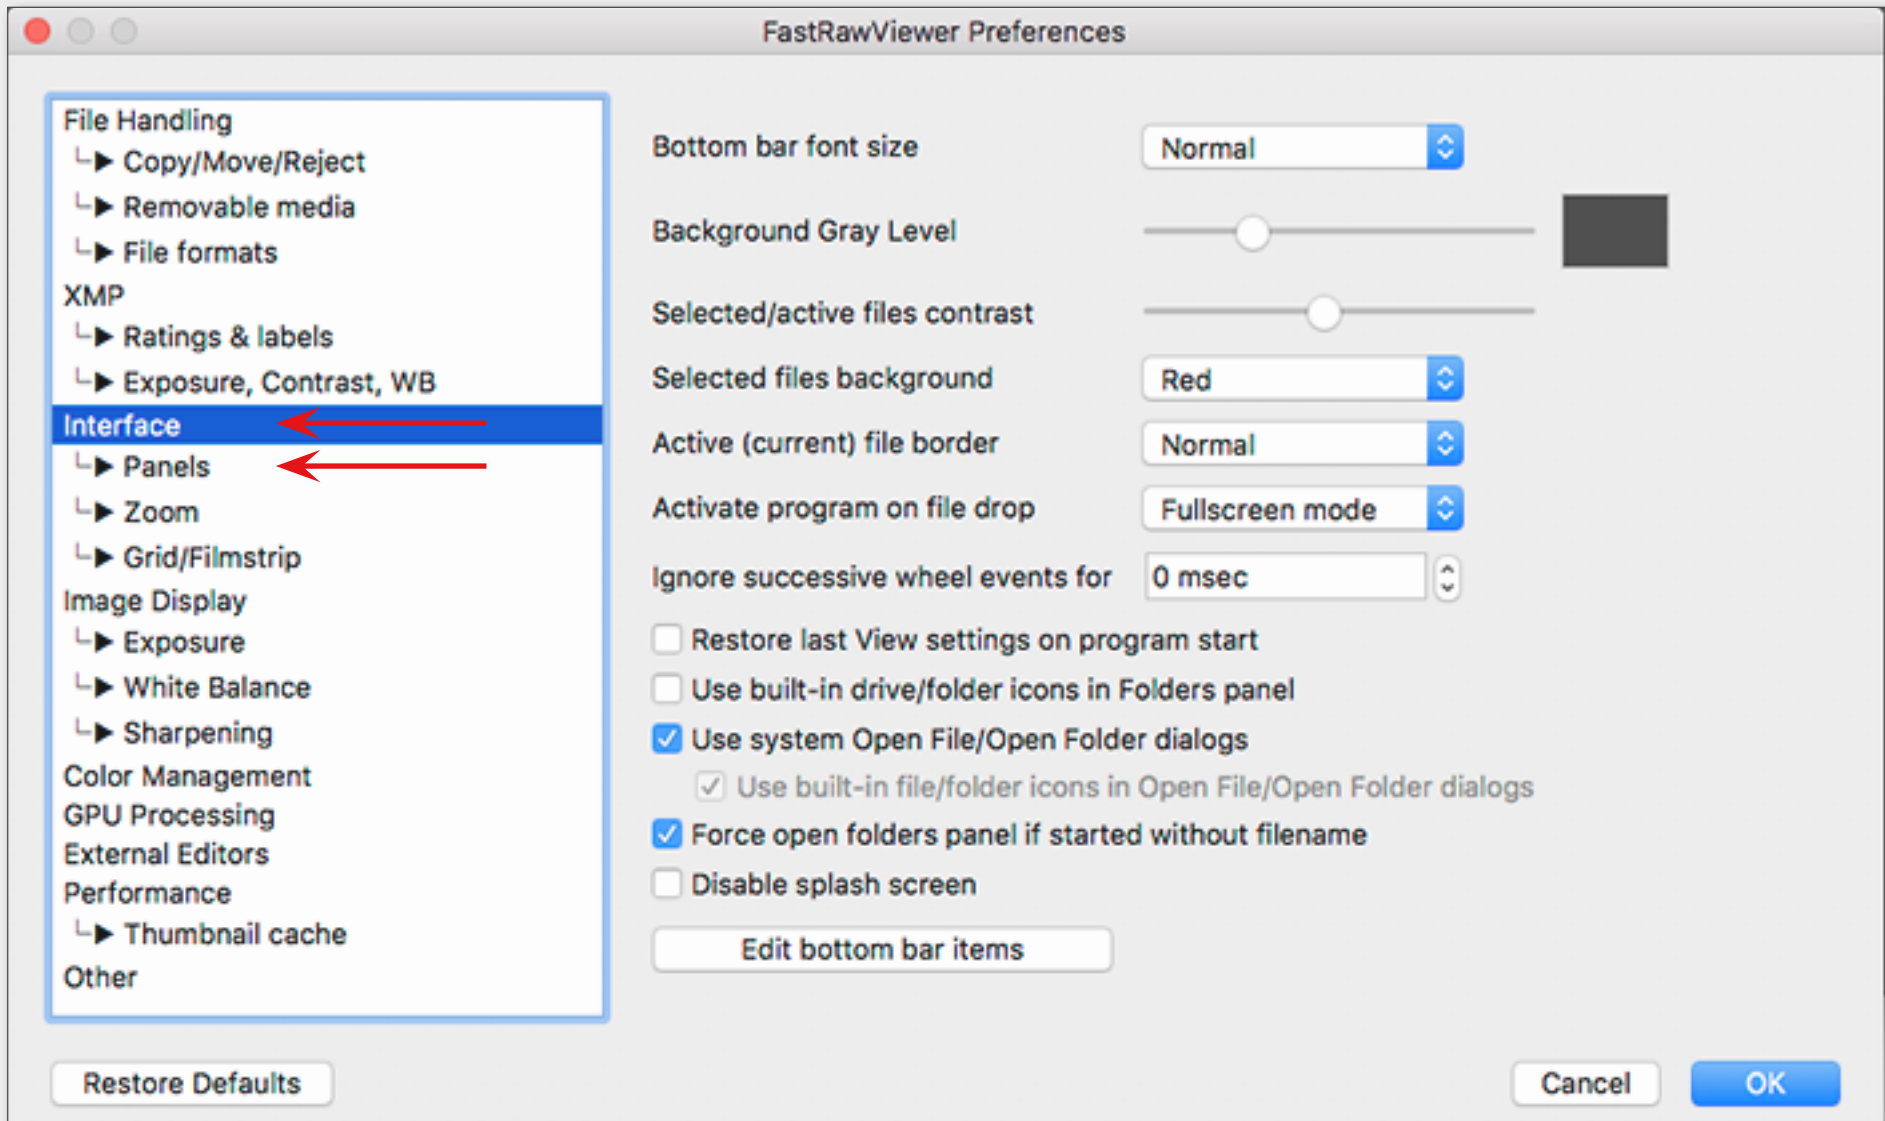 FastRawViewer Preferences
File Handling
Copy/Move/Reject
Removable media
File formats
XMP
Ratings & labels
Exposure, Contrast, WB
Interface
Panels
Zoom
Grid/Filmstrip
Image Display
Exposure
White Balance
Sharpening
Color Management
GPU Processing
External Editors
Performance
Thumbnail cache
Other
Bottom bar font size Normal
Background Gray Level
Selected/active files contrast
Selected files background Red
Active (current) file border Normal
Activate program on file drop Fullscreen mode
Ignore successive wheel events for 0 msec
Restore last View settings on program start
Use built-in drive/folder icons in Folders panel
Use system Open File/Open Folder dialogs
Use built-in file/folder icons in Open File/Open Folder dialogs
Force open folders panel if started without filename
Disable splash screen
Edit bottom bar items
Restore Defaults Cancel OK